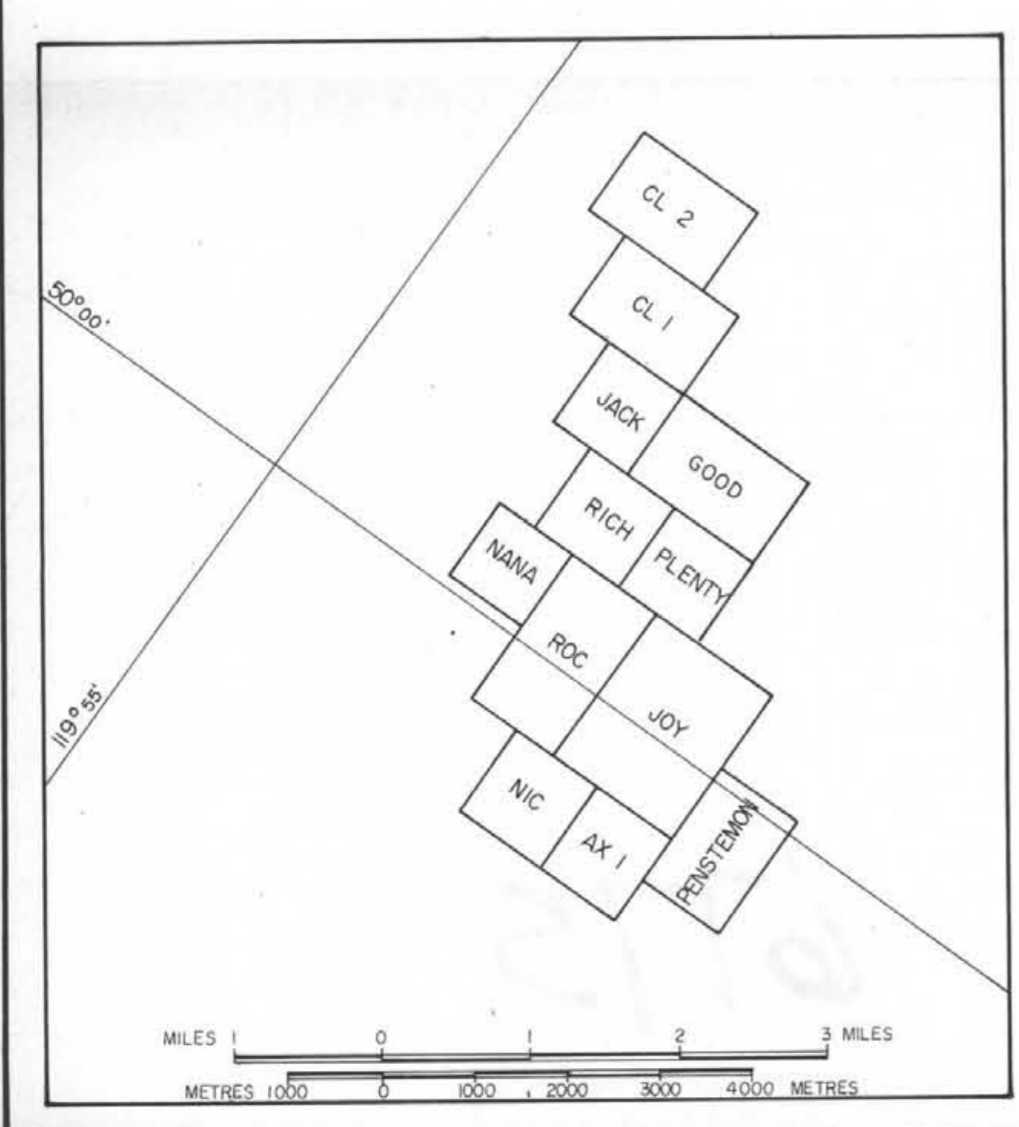 CL 2
CL 1
50°00'
JACK
GOOD
RICH
NANA
PLENTY
ROC
119° 55'
JOY
NIC
PENSTEMON
AX 1
MILES 1 0 1 2 3 MILES
METRES 1000 0 1000 2000 3000 4000 METRES